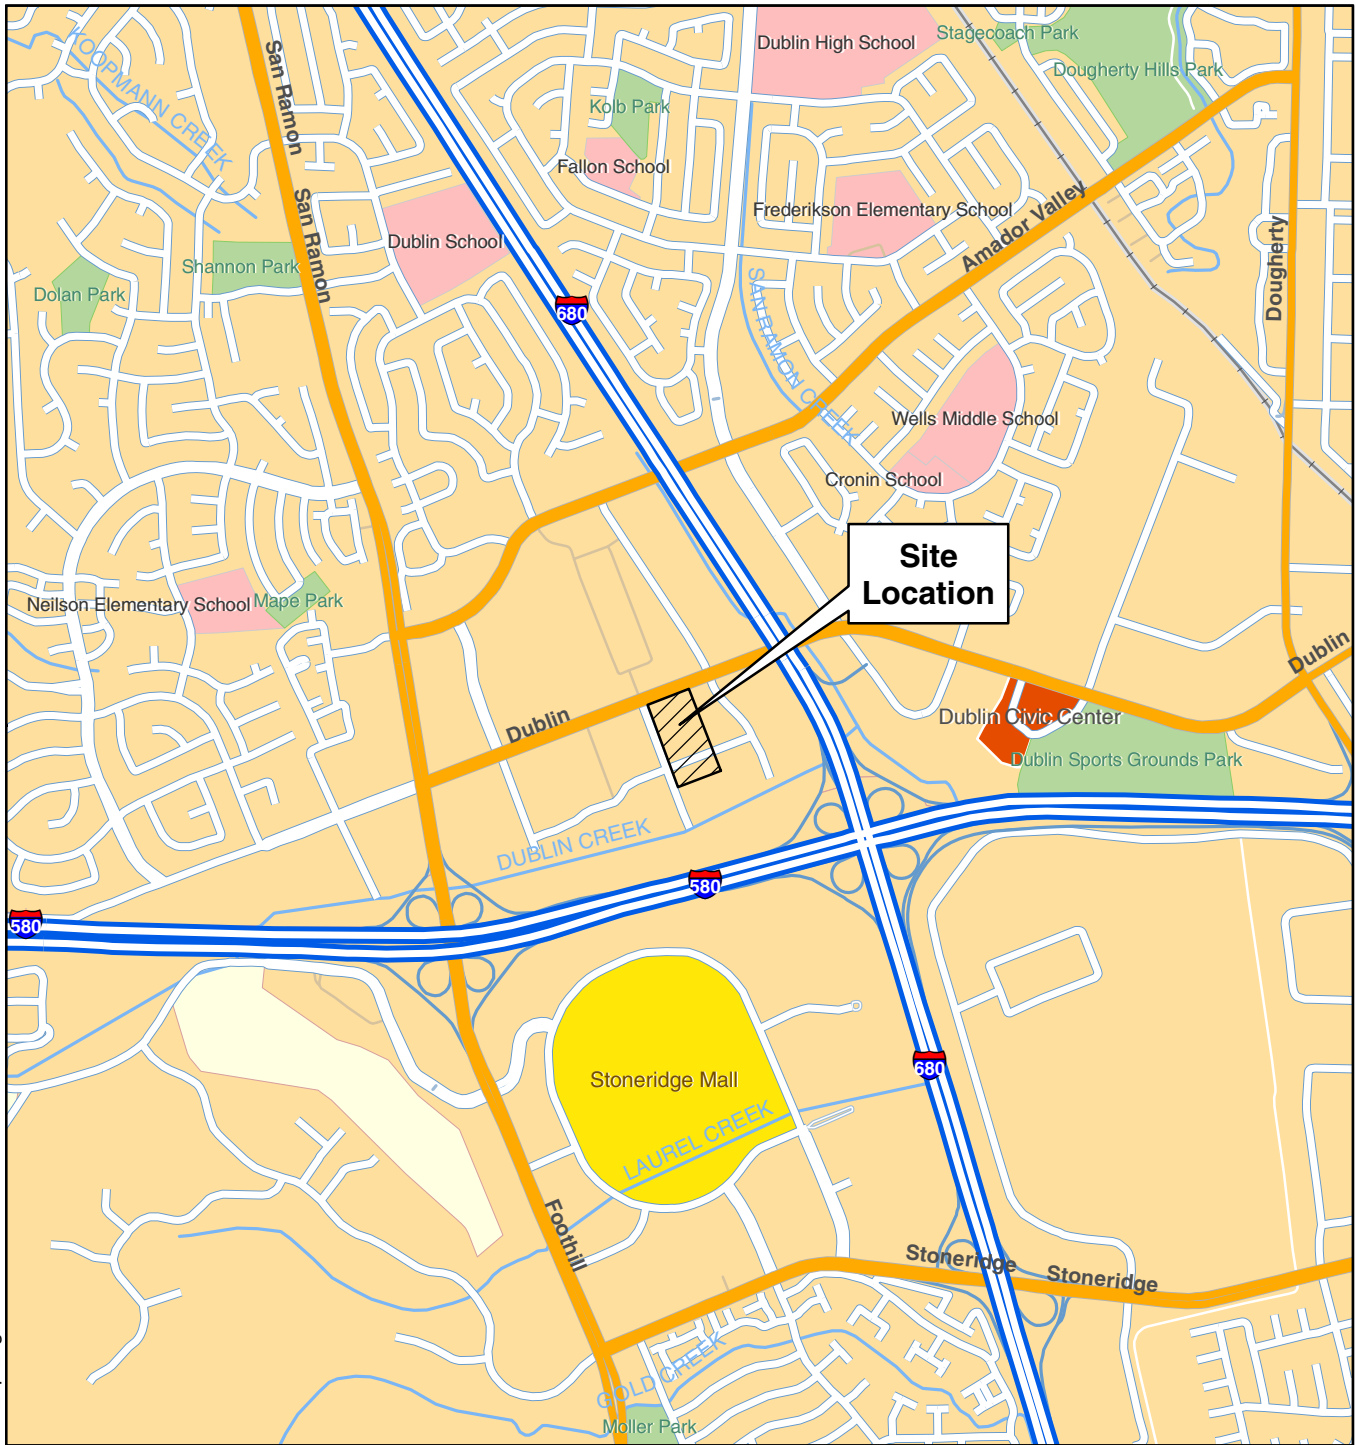 Dublin High School
Stagecoach Park
Dougherty Hills Park
KOOPMANN CREEK
San Ramon
Kolb Park
Fallon School
San Ramon
Frederikson Elementary School
Amador Valley
Dougherty
Dublin School
Shannon Park
Dolan Park
680
SAN RAMON CREEK
Wells Middle School
Cronin School
Site
Location
Neilson Elementary School
Mape Park
Dublin
Dublin
Dublin Civic Center
Dublin Sports Grounds Park
DUBLIN CREEK
580
580
680
Stoneridge Mall
LAUREL CREEK
Foothill
Stoneridge
Stoneridge
GOLD CREEK
Moller Park